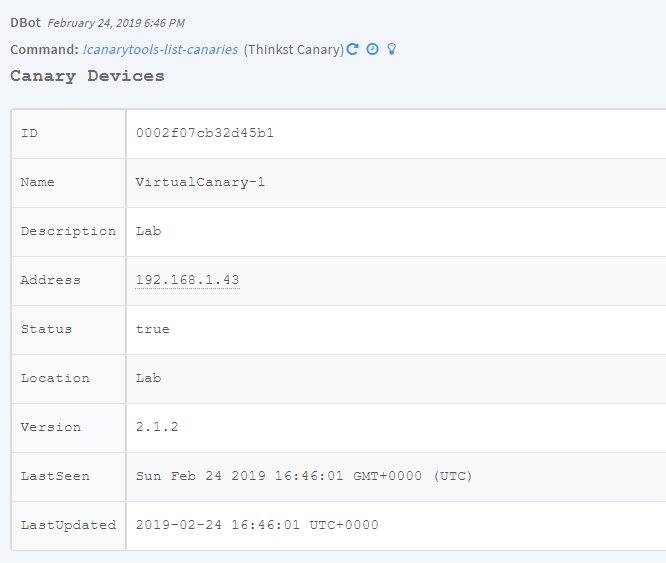 DBot February 24, 2019 6:46 PM
Command: !canarytools-list-canaries (Thinkst Canary)
Canary Devices
ID 0002f07cb32d45b1
Name VirtualCanary-1
Description Lab
Address 192.168.1.43
Status true
Location Lab
Version 2.1.2
LastSeen Sun Feb 24 2019 16:46:01 GMT+0000 (UTC)
LastUpdated 2019-02-24 16:46:01 UTC+0000